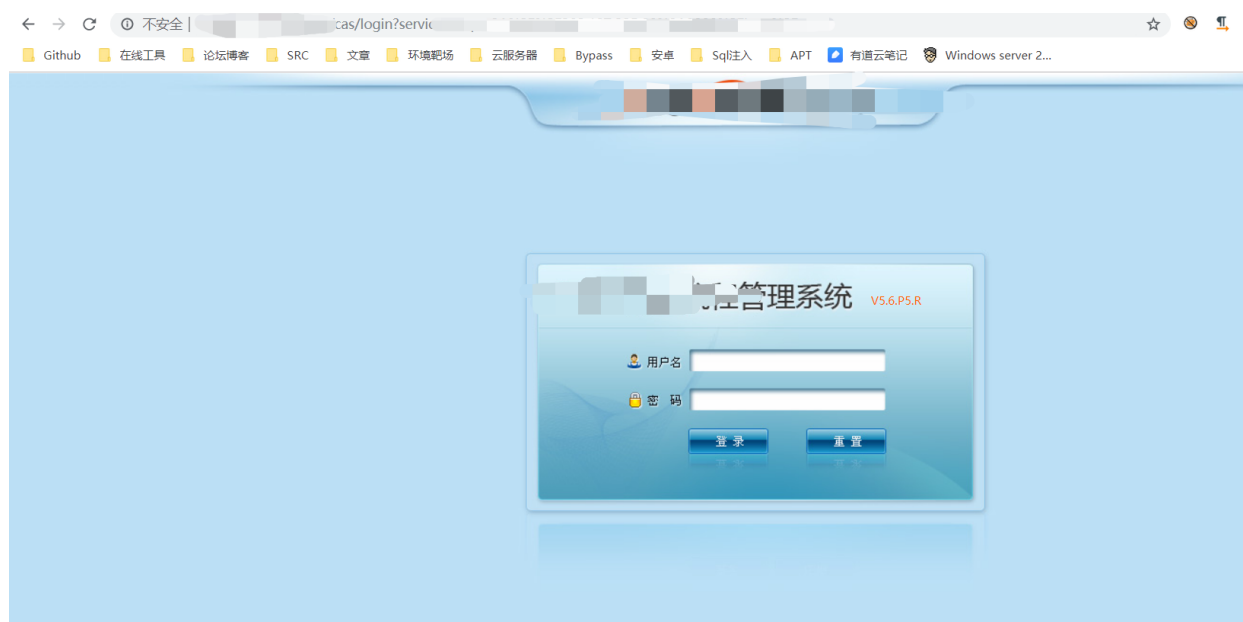 不安全 | cas/login?servic
Github 在线工具 论坛博客 SRC 文章 环境靶场 云服务器 Bypass 安卓 Sql注入 APT 有道云笔记 Windows server 2...
管理系统 V5.6.P5.R
用户名
密 码
登 录 重 置